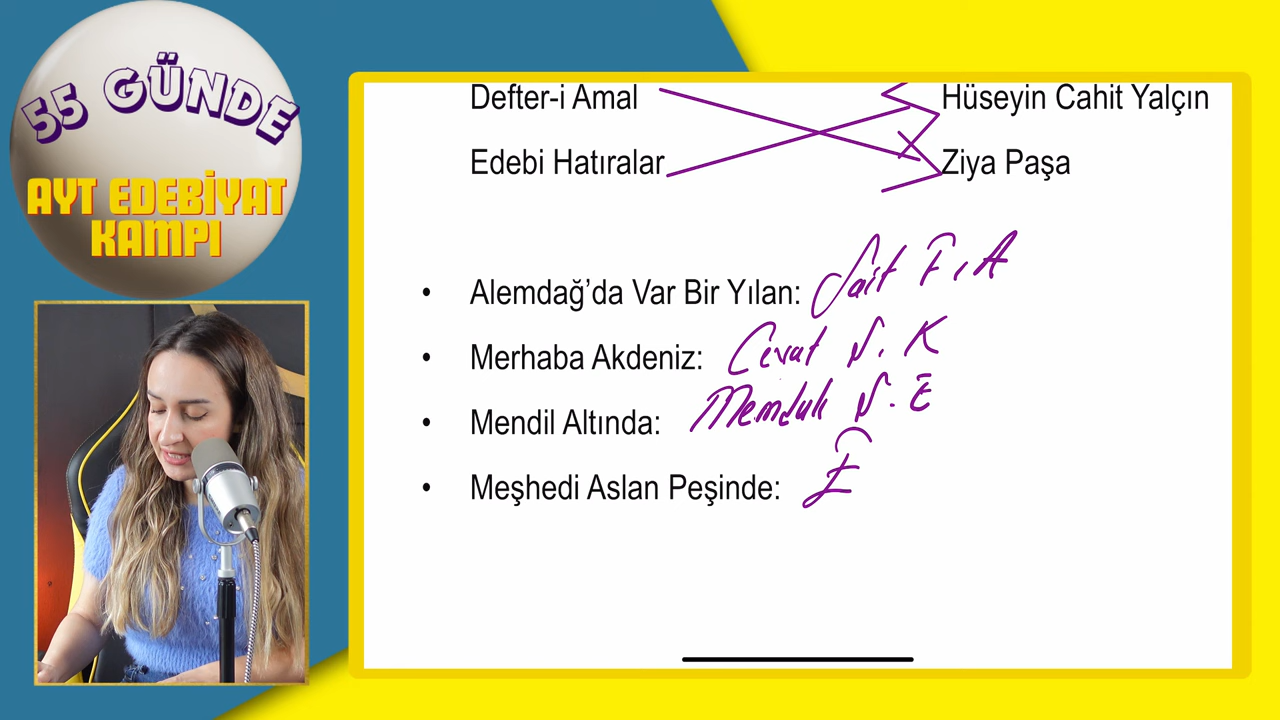 55 GÜNDE
AYT EDEBİYAT
KAMPI
Defter-i Amal
Hüseyin Cahit Yalçın
Edebi Hatıralar
Ziya Paşa
• Alemdağ’da Var Bir Yılan: Sait F. A
• Merhaba Akdeniz: Cevat Ş. K
• Mendil Altında: Memduh Ş. E
• Meşhedi Aslan Peşinde: